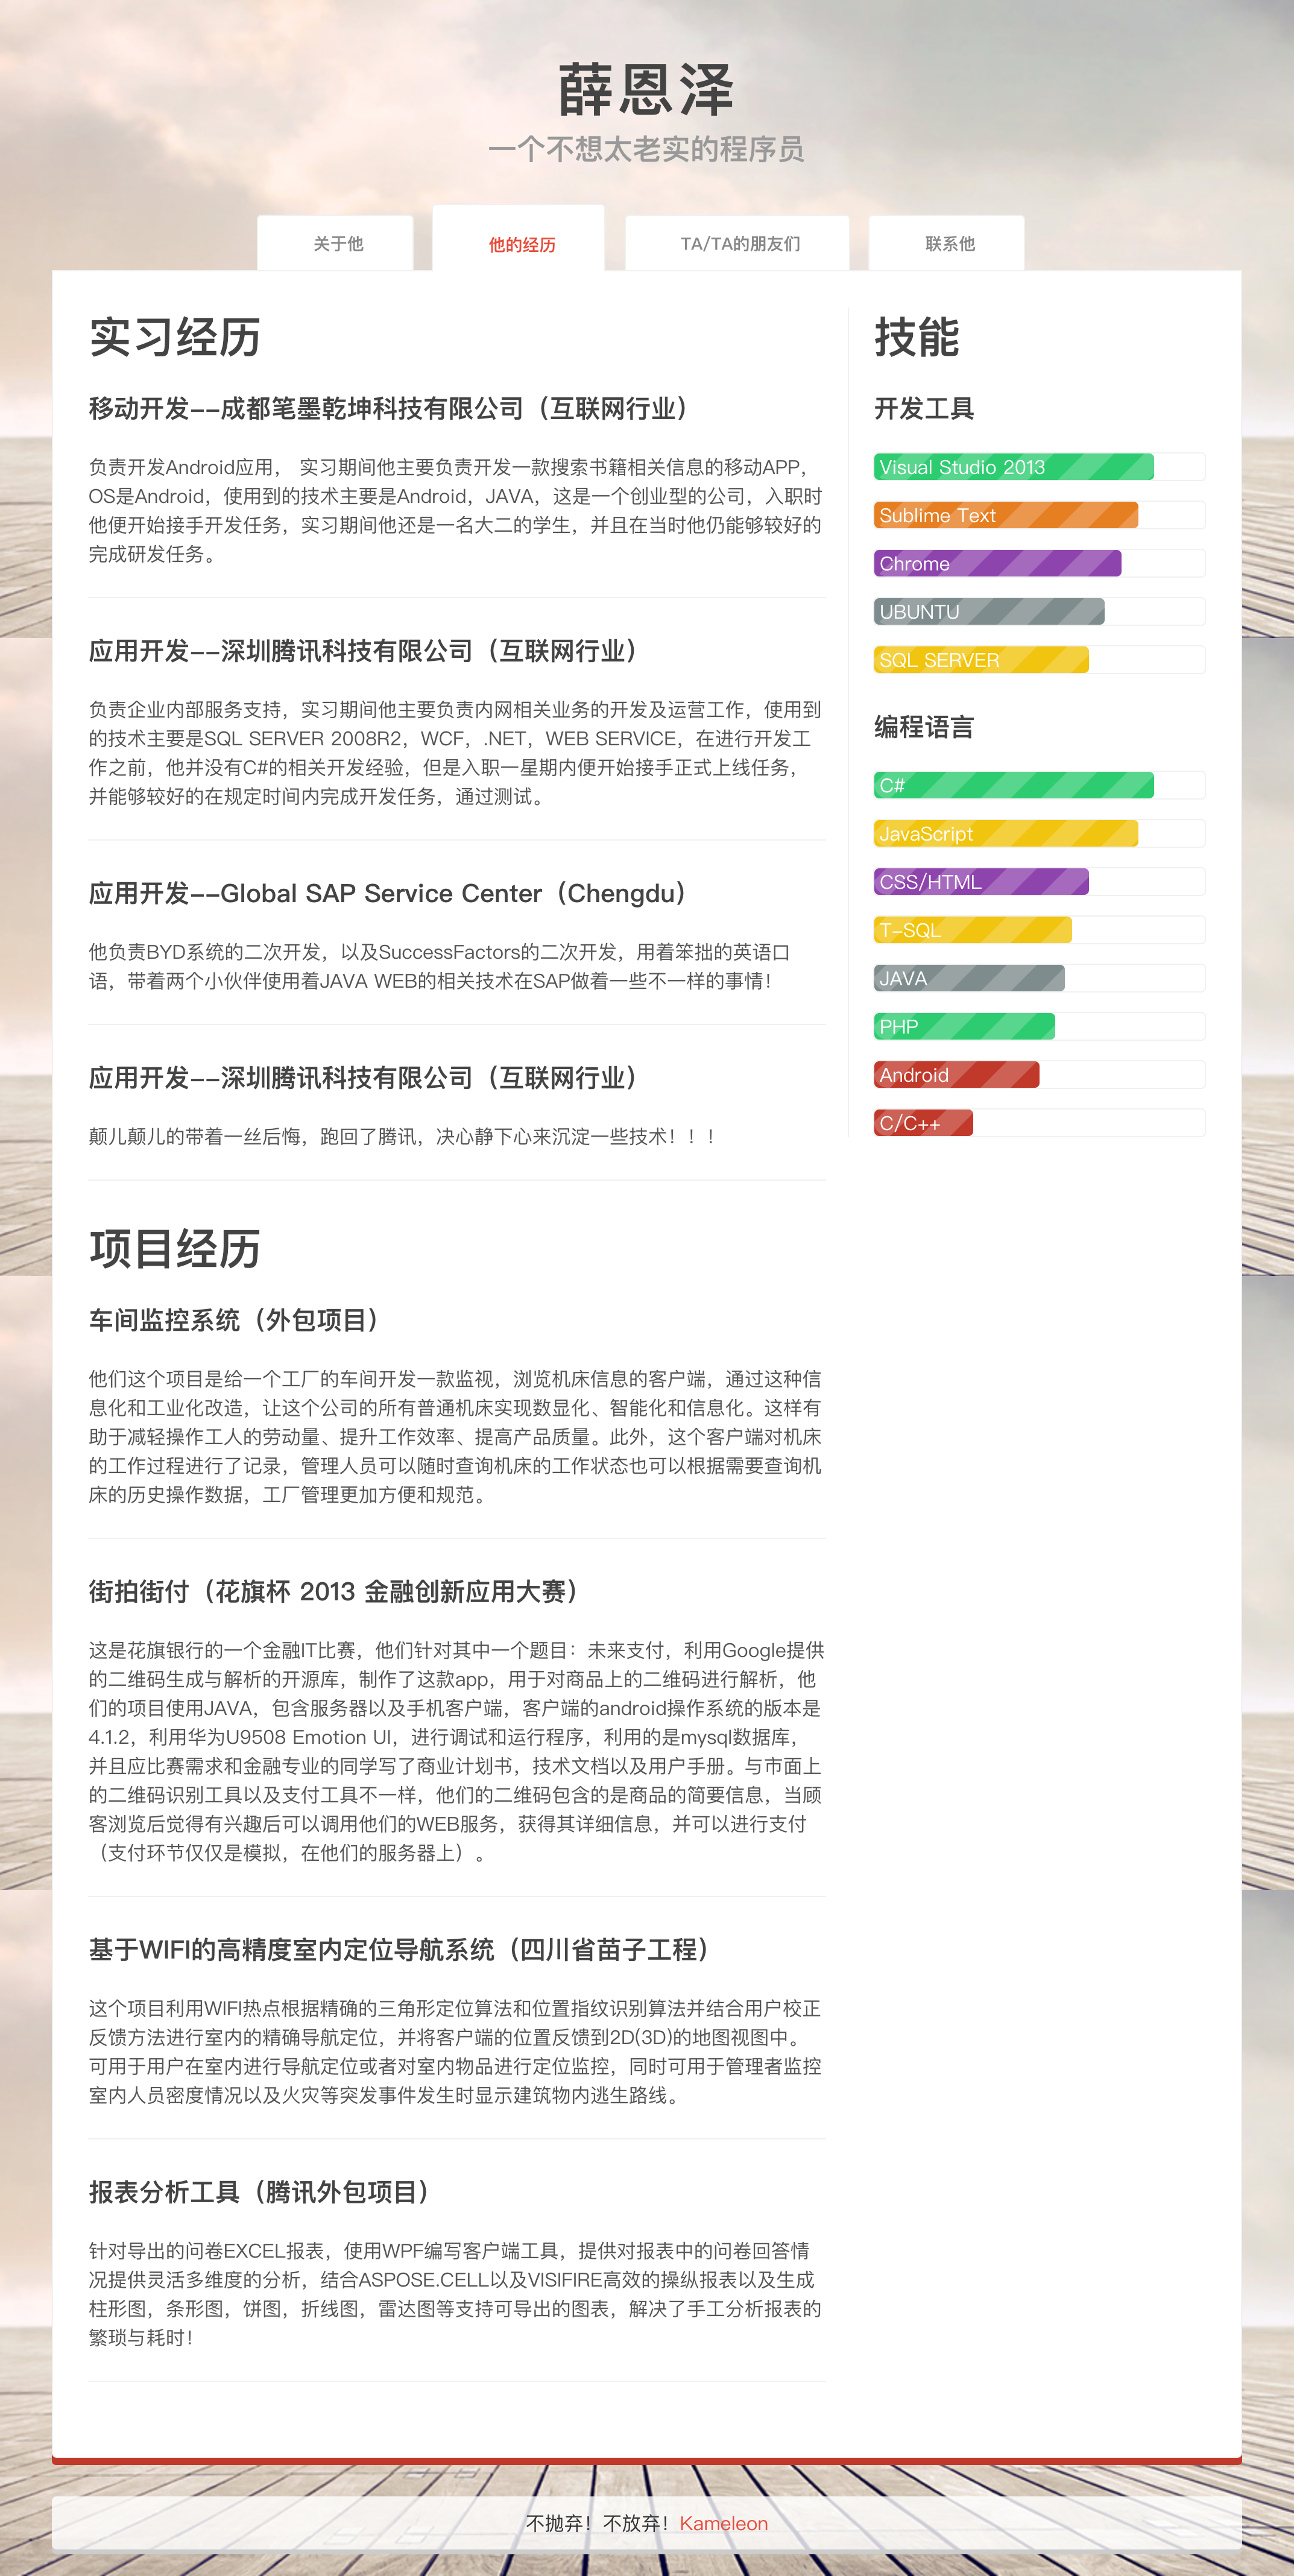 薛恩泽
一个不想太老实的程序员
关于他
他的经历
TA/TA的朋友们
联系他
实习经历
移动开发--成都笔墨乾坤科技有限公司（互联网行业）
负责开发Android应用， 实习期间他主要负责开发一款搜索书籍相关信息的移动APP，
OS是Android，使用到的技术主要是Android，JAVA，这是一个创业型的公司，入职时
他便开始接手开发任务，实习期间他还是一名大二的学生，并且在当时他仍能够较好的
完成研发任务。
应用开发--深圳腾讯科技有限公司（互联网行业）
负责企业内部服务支持，实习期间他主要负责内网相关业务的开发及运营工作，使用到
的技术主要是SQL SERVER 2008R2，WCF，.NET，WEB SERVICE，在进行开发工
作之前，他并没有C#的相关开发经验，但是入职一星期内便开始接手正式上线任务，
并能够较好的在规定时间内完成开发任务，通过测试。
应用开发--Global SAP Service Center（Chengdu）
他负责BYD系统的二次开发，以及SuccessFactors的二次开发，用着笨拙的英语口
语，带着两个小伙伴使用着JAVA WEB的相关技术在SAP做着一些不一样的事情！
应用开发--深圳腾讯科技有限公司（互联网行业）
颠儿颠儿的带着一丝后悔，跑回了腾讯，决心静下心来沉淀一些技术！！！
项目经历
车间监控系统（外包项目）
他们这个项目是给一个工厂的车间开发一款监视，浏览机床信息的客户端，通过这种信
息化和工业化改造，让这个公司的所有普通机床实现数显化、智能化和信息化。这样有
助于减轻操作工人的劳动量、提升工作效率、提高产品质量。此外，这个客户端对机床
的工作过程进行了记录，管理人员可以随时查询机床的工作状态也可以根据需要查询机
床的历史操作数据，工厂管理更加方便和规范。
街拍街付（花旗杯 2013 金融创新应用大赛）
这是花旗银行的一个金融IT比赛，他们针对其中一个题目：未来支付，利用Google提供
的二维码生成与解析的开源库，制作了这款app，用于对商品上的二维码进行解析，他
们的项目使用JAVA，包含服务器以及手机客户端，客户端的android操作系统的版本是
4.1.2，利用华为U9508 Emotion UI，进行调试和运行程序，利用的是mysql数据库，
并且应比赛需求和金融专业的同学写了商业计划书，技术文档以及用户手册。与市面上
的二维码识别工具以及支付工具不一样，他们的二维码包含的是商品的简要信息，当顾
客浏览后觉得有兴趣后可以调用他们的WEB服务，获得其详细信息，并可以进行支付
（支付环节仅仅是模拟，在他们的服务器上）。
基于WIFI的高精度室内定位导航系统（四川省苗子工程）
这个项目利用WIFI热点根据精确的三角形定位算法和位置指纹识别算法并结合用户校正
反馈方法进行室内的精确导航定位，并将客户端的位置反馈到2D(3D)的地图视图中。
可用于用户在室内进行导航定位或者对室内物品进行定位监控，同时可用于管理者监控
室内人员密度情况以及火灾等突发事件发生时显示建筑物内逃生路线。
报表分析工具（腾讯外包项目）
针对导出的问卷EXCEL报表，使用WPF编写客户端工具，提供对报表中的问卷回答情
况提供灵活多维度的分析，结合ASPOSE.CELL以及VISIFIRE高效的操纵报表以及生成
柱形图，条形图，饼图，折线图，雷达图等支持可导出的图表，解决了手工分析报表的
繁琐与耗时！
技能
开发工具
Visual Studio 2013
Sublime Text
Chrome
UBUNTU
SQL SERVER
编程语言
C#
JavaScript
CSS/HTML
T-SQL
JAVA
PHP
Android
C/C++
不抛弃！不放弃！Kameleon